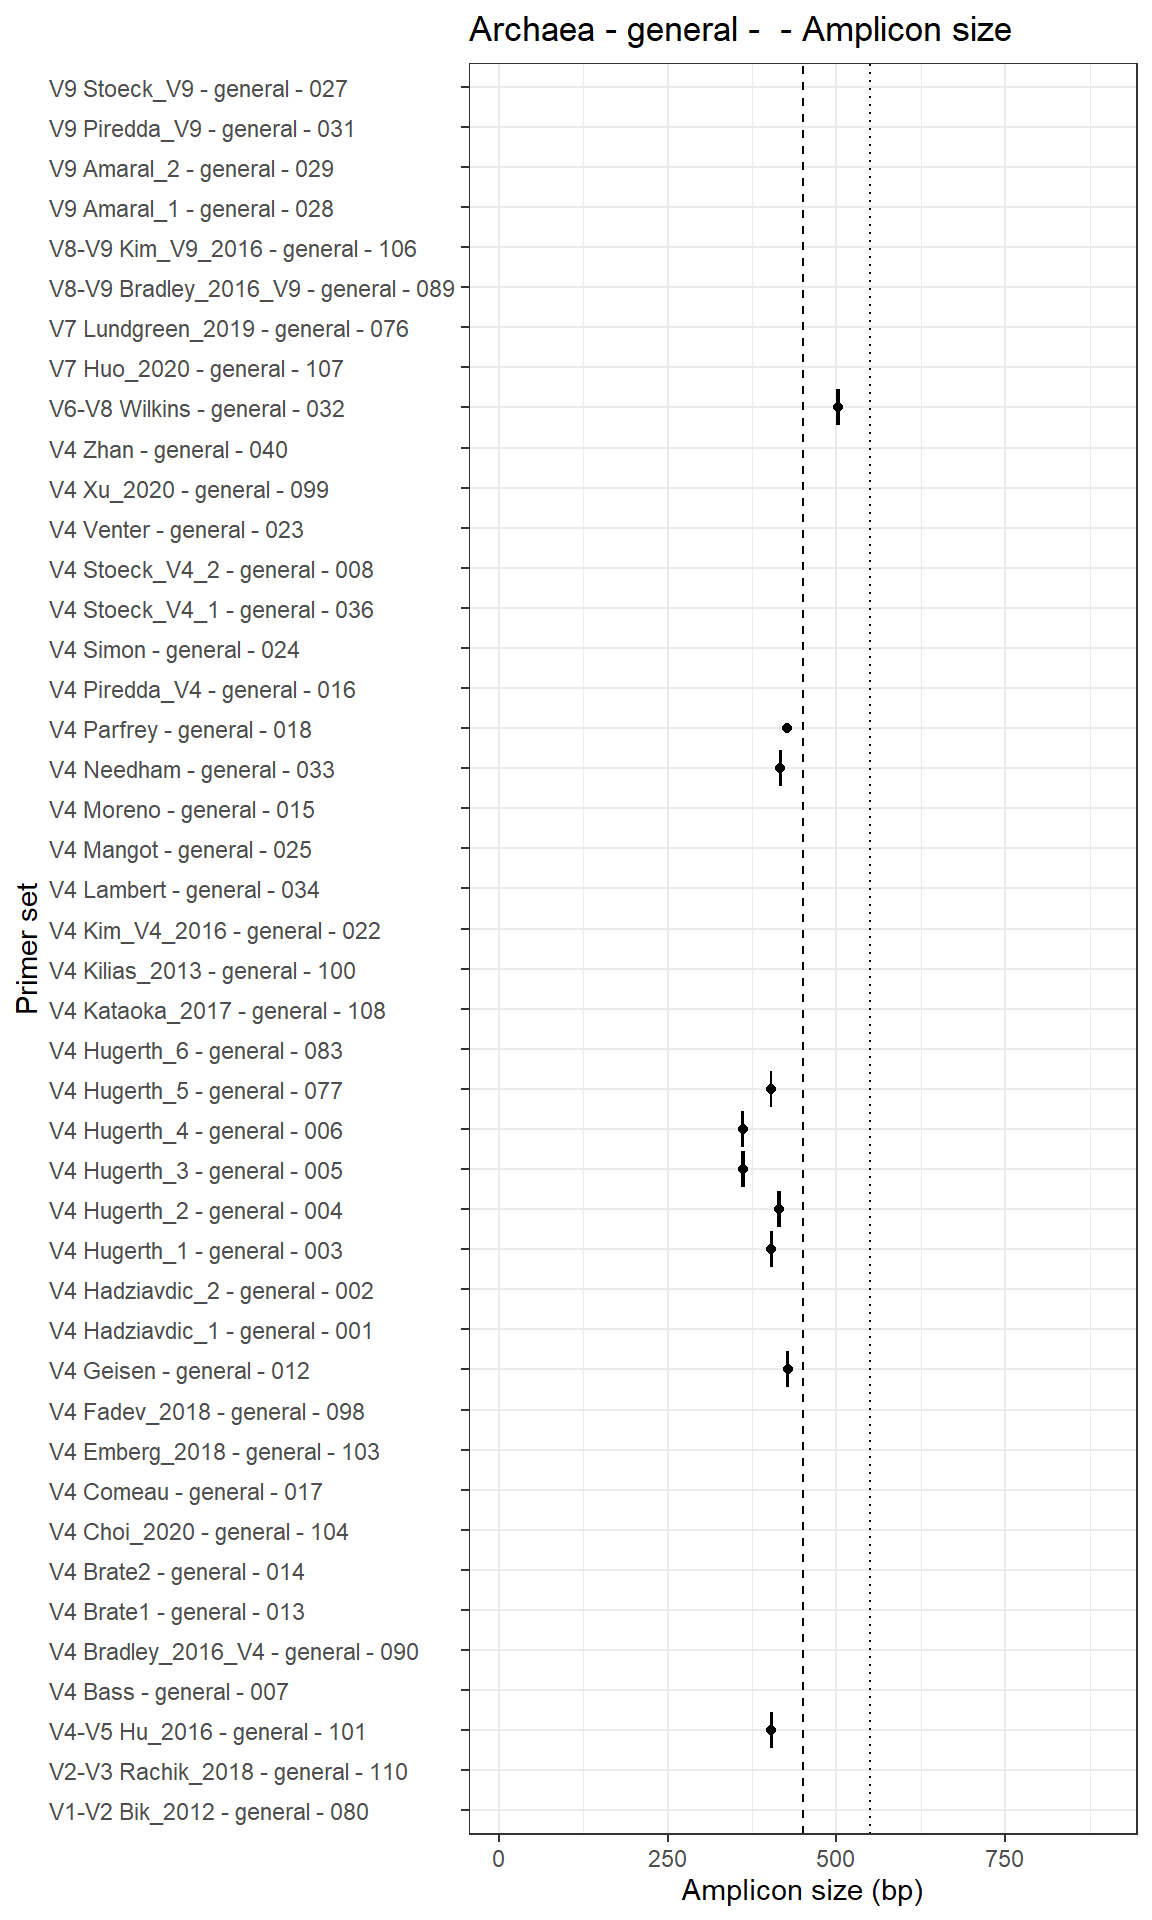 Archaea - general -  - Amplicon size
V9 Stoeck_V9 - general - 027
V9 Piredda_V9 - general - 031
V9 Amaral_2 - general - 029
V9 Amaral_1 - general - 028
V8-V9 Kim_V9_2016 - general - 106
V8-V9 Bradley_2016_V9 - general - 089
V7 Lundgreen_2019 - general - 076
V7 Huo_2020 - general - 107
V6-V8 Wilkins - general - 032
V4 Zhan - general - 040
V4 Xu_2020 - general - 099
V4 Venter - general - 023
V4 Stoeck_V4_2 - general - 008
V4 Stoeck_V4_1 - general - 036
V4 Simon - general - 024
V4 Piredda_V4 - general - 016
V4 Parfrey - general - 018
V4 Needham - general - 033
V4 Moreno - general - 015
V4 Mangot - general - 025
V4 Lambert - general - 034
V4 Kim_V4_2016 - general - 022
V4 Kilias_2013 - general - 100
V4 Kataoka_2017 - general - 108
V4 Hugerth_6 - general - 083
V4 Hugerth_5 - general - 077
V4 Hugerth_4 - general - 006
V4 Hugerth_3 - general - 005
V4 Hugerth_2 - general - 004
V4 Hugerth_1 - general - 003
V4 Hadziavdic_2 - general - 002
V4 Hadziavdic_1 - general - 001
V4 Geisen - general - 012
V4 Fadev_2018 - general - 098
V4 Emberg_2018 - general - 103
V4 Comeau - general - 017
V4 Choi_2020 - general - 104
V4 Brate2 - general - 014
V4 Brate1 - general - 013
V4 Bradley_2016_V4 - general - 090
V4 Bass - general - 007
V4-V5 Hu_2016 - general - 101
V2-V3 Rachik_2018 - general - 110
V1-V2 Bik_2012 - general - 080
Primer set
0 250 500 750
Amplicon size (bp)